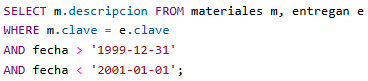 SELECT m.descripcion FROM materiales m, entregan e
WHERE m.clave = e.clave
AND fecha > '1999-12-31'
AND fecha < '2001-01-01';